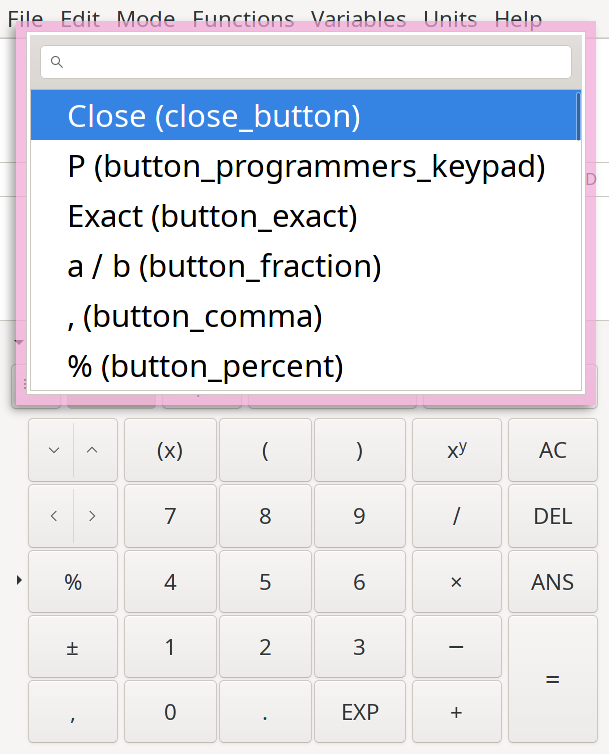 File Edit Mode Functions Variables Units Help
Close (close_button)
P (button_programmers_keypad)
Exact (button_exact)
a / b (button_fraction)
, (button_comma)
% (button_percent)
(x) ( ) xʸ AC
7 8 9 / DEL
% 4 5 6 × ANS
± 1 2 3 −
=
, 0 . EXP +